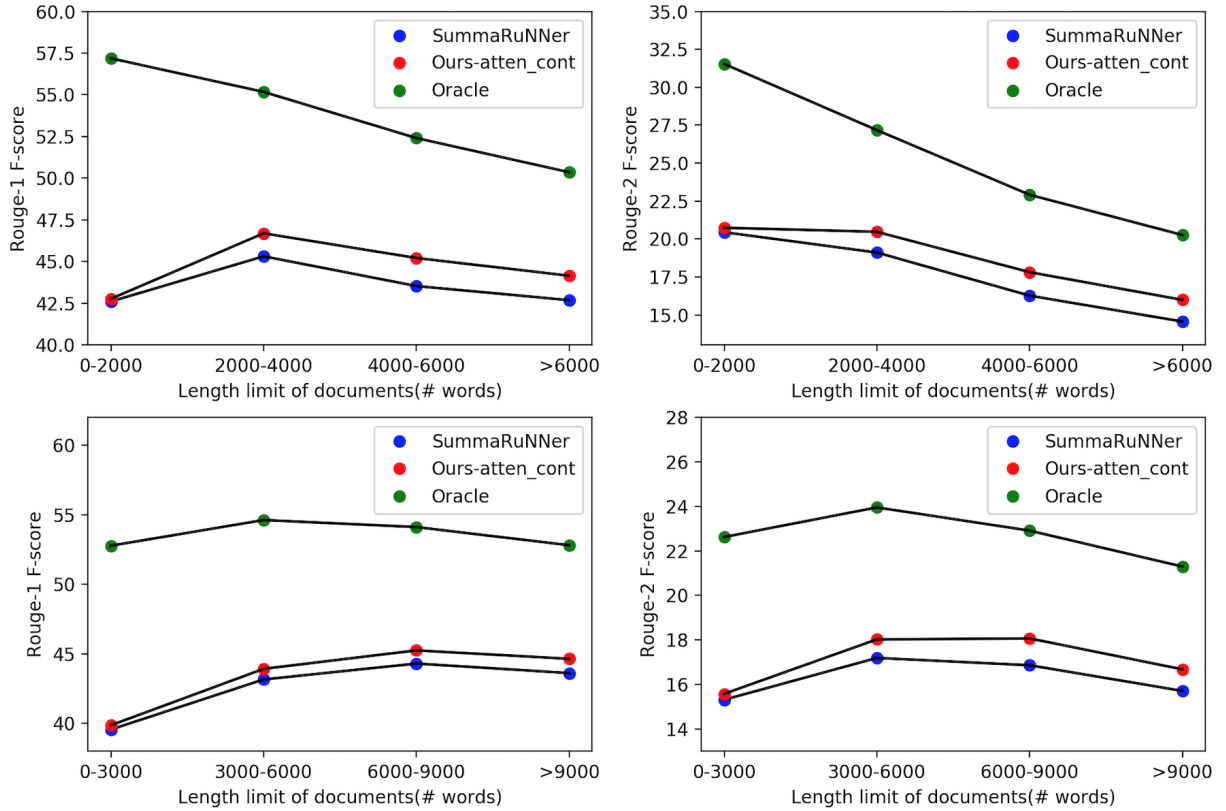 60.0
57.5
55.0
52.5
50.0
47.5
45.0
42.5
40.0
Rouge-1 F-score
SummaRuNNer
Ours-atten_cont
Oracle
0-2000
2000-4000
4000-6000
>6000
Length limit of documents(# words)
35.0
32.5
30.0
27.5
25.0
22.5
20.0
17.5
15.0
Rouge-2 F-score
SummaRuNNer
Ours-atten_cont
Oracle
0-2000
2000-4000
4000-6000
>6000
Length limit of documents(# words)
60
55
50
45
40
Rouge-1 F-score
SummaRuNNer
Ours-atten_cont
Oracle
0-3000
3000-6000
6000-9000
>9000
Length limit of documents(# words)
28
26
24
22
20
18
16
14
Rouge-2 F-score
SummaRuNNer
Ours-atten_cont
Oracle
0-3000
3000-6000
6000-9000
>9000
Length limit of documents(# words)